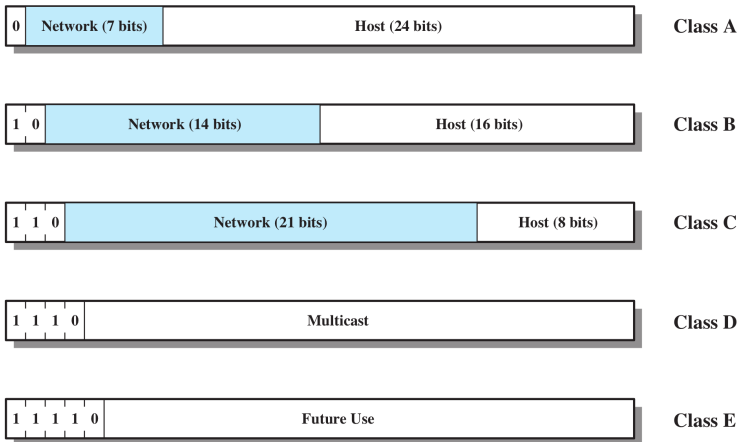 0 Network (7 bits) Host (24 bits) Class A
1 0 Network (14 bits) Host (16 bits) Class B
1 1 0 Network (21 bits) Host (8 bits) Class C
1 1 1 0 Multicast Class D
1 1 1 1 0 Future Use Class E